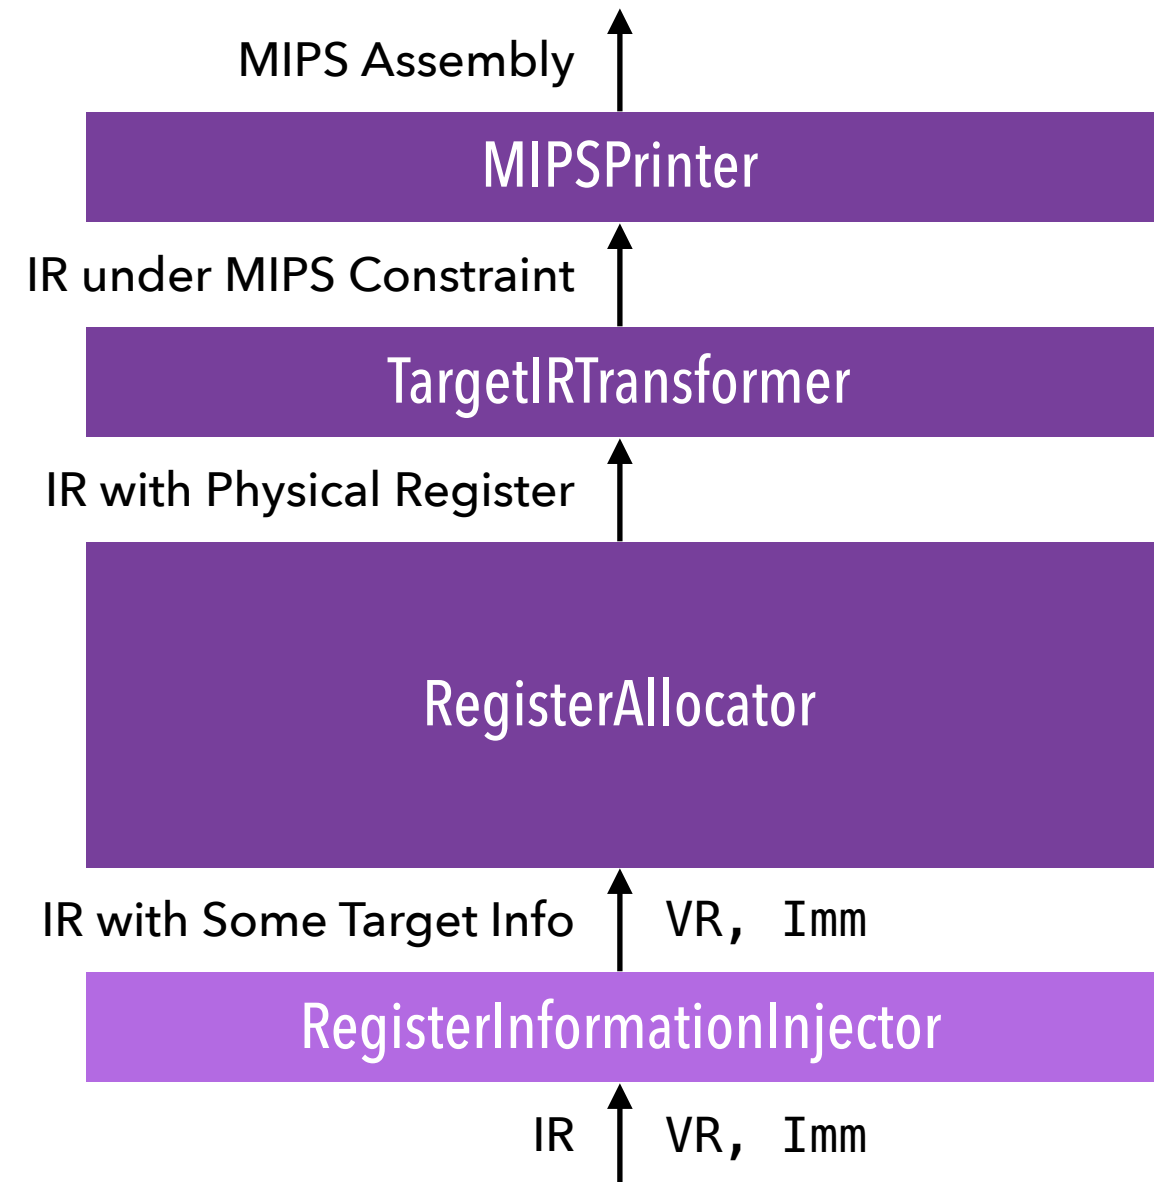 MIPS Assembly
MIPSPrinter
IR under MIPS Constraint
TargetIRTransformer
IR with Physical Register
RegisterAllocator
IR with Some Target Info VR, Imm
RegisterInformationInjector
IR VR, Imm